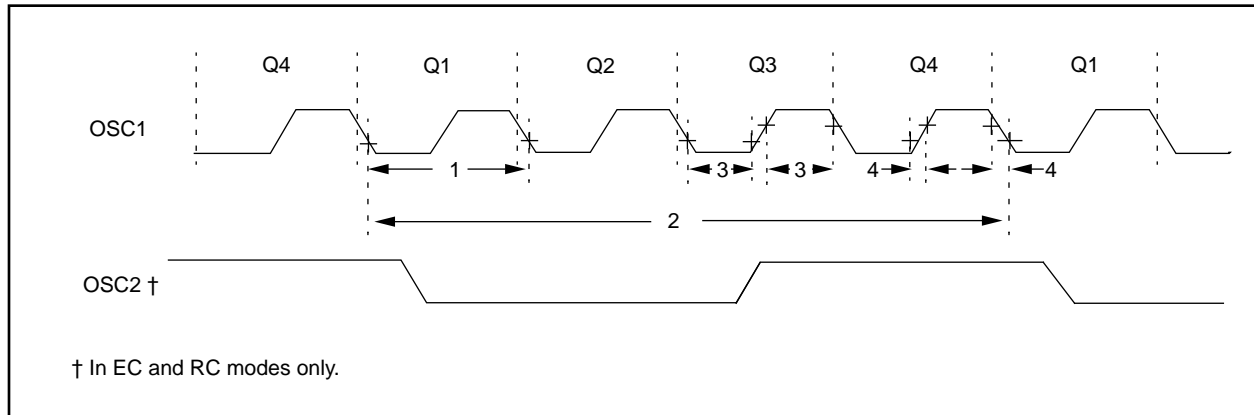 Q4 Q1 Q2 Q3 Q4 Q1
OSC1
1 3 3 4 4
2
OSC2 †
† In EC and RC modes only.